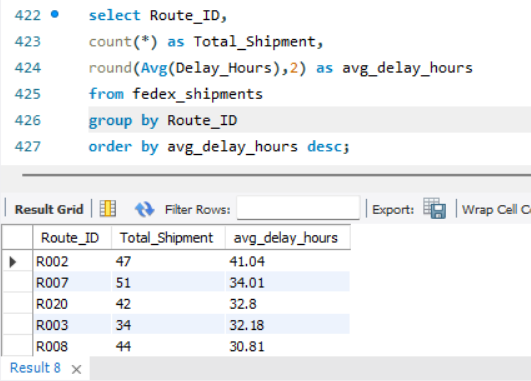 422 select Route_ID,
423 count(*) as Total_Shipment,
424 round(Avg(Delay_Hours),2) as avg_delay_hours
425 from fedex_shipments
426 group by Route_ID
427 order by avg_delay_hours desc;
Result Grid Filter Rows: Export: Wrap Cell Co
Route_ID Total_Shipment avg_delay_hours
R002 47 41.04
R007 51 34.01
R020 42 32.8
R003 34 32.18
R008 44 30.81
Result 8 ×